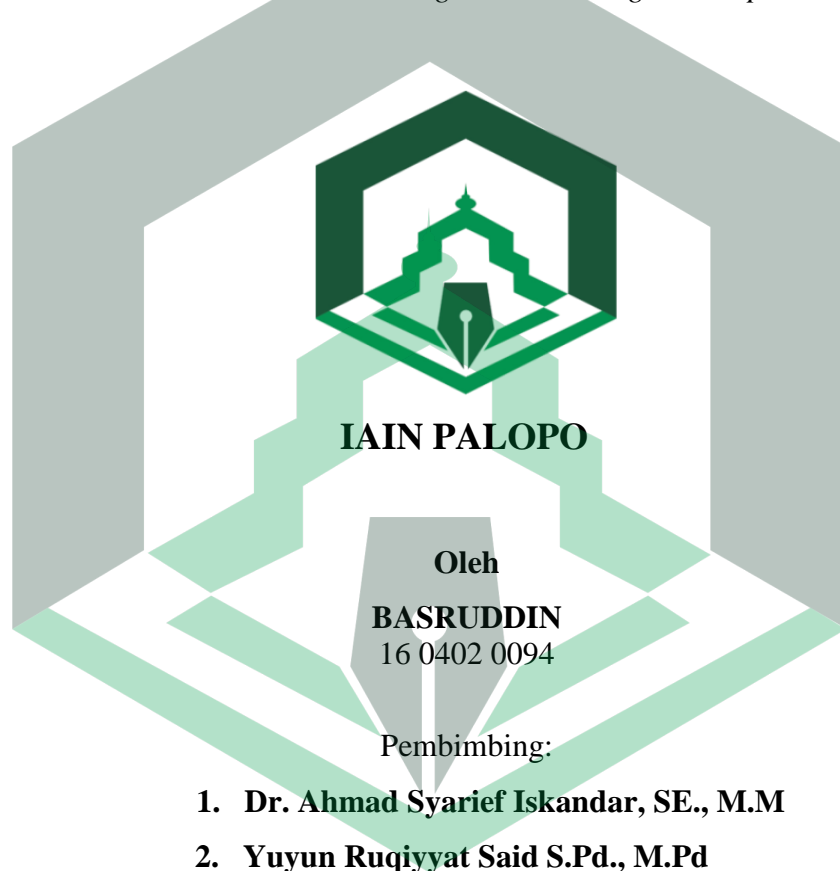 IAIN PALOPO
Oleh
BASRUDDIN
16 0402 0094
Pembimbing:
1. Dr. Ahmad Syarief Iskandar, SE., M.M
2. Yuyun Ruqiyyat Said S.Pd., M.Pd